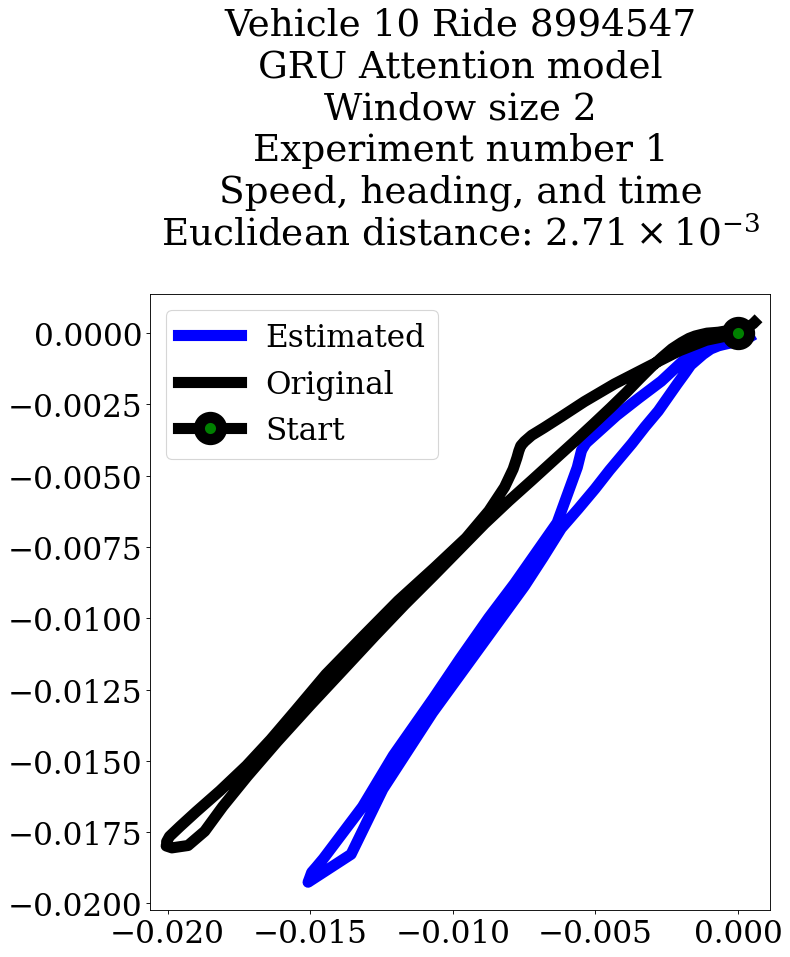 Vehicle 10 Ride 8994547
GRU Attention model
Window size 2
Experiment number 1
Speed, heading, and time
Euclidean distance: 2.71 × 10⁻³
Estimated
Original
Start
0.0000
−0.0025
−0.0050
−0.0075
−0.0100
−0.0125
−0.0150
−0.0175
−0.0200
−0.020 −0.015 −0.010 −0.005 0.000